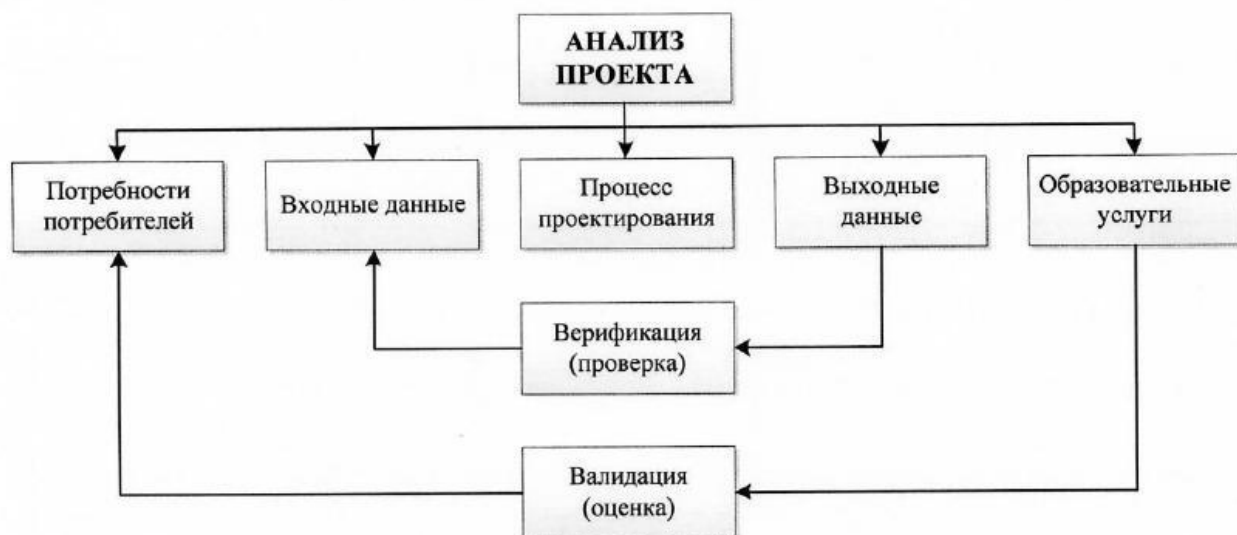 АНАЛИЗ
ПРОЕКТА
Потребности
потребителей
Входные данные
Процесс
проектирования
Выходные
данные
Образовательные
услуги
Верификация
(проверка)
Валидация
(оценка)